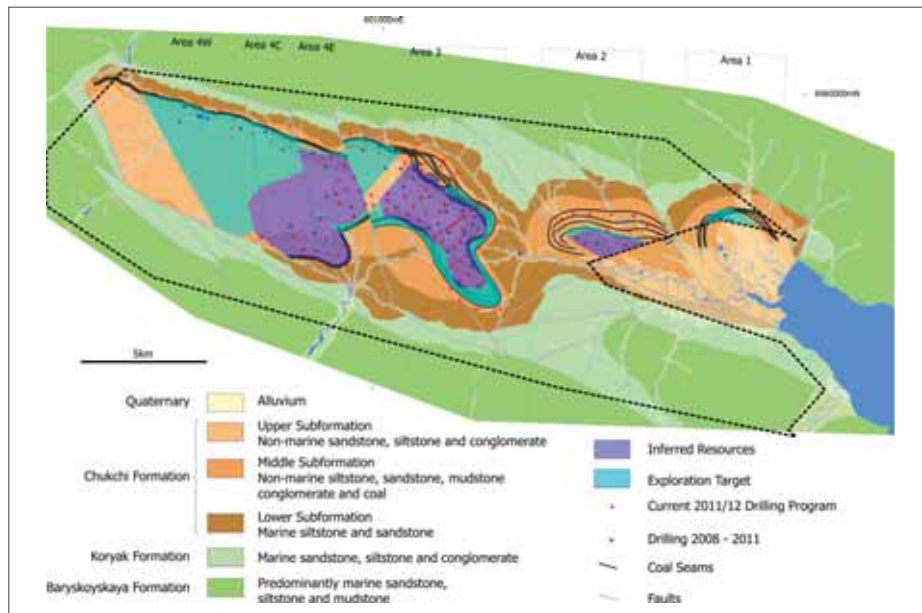 601000mE
Area 4W
Area 4C
Area 4E
Area 3
Area 2
Area 1
5km
Quaternary
Alluvium
Chukchi Formation
Upper Subformation
Non-marine sandstone, siltstone and conglomerate
Middle Subformation
Non-marine siltstone, sandstone, mudstone
conglomerate and coal
Lower Subformation
Marine siltstone and sandstone
Koryak Formation
Marine sandstone, siltstone and conglomerate
Baryskoyskaya Formation
Predominantly marine sandstone,
siltstone and mudstone
Inferred Resources
Exploration Target
Current 2011/12 Drilling Program
Drilling 2008 - 2011
Coal Seams
Faults